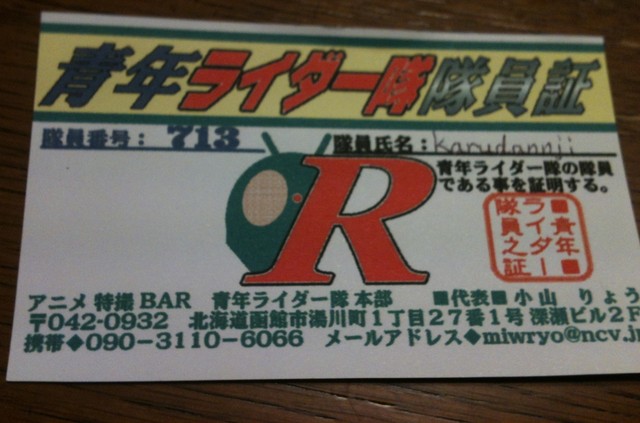 青年ライダー隊 隊員証
隊員番号：713 隊員氏名：karudannji
R
青年ライダー隊の隊員
である事を証明する。
■青年■
ライダー
隊員之証
アニメ 特撮 BAR 青年ライダー隊 本部 ■代表■ 小山 りょう
〒042-0932 北海道函館市湯川町1丁目27番1号 深瀬ビル2F
携帯◆090-3110-6066 メールアドレス◆miwryo@ncv.j